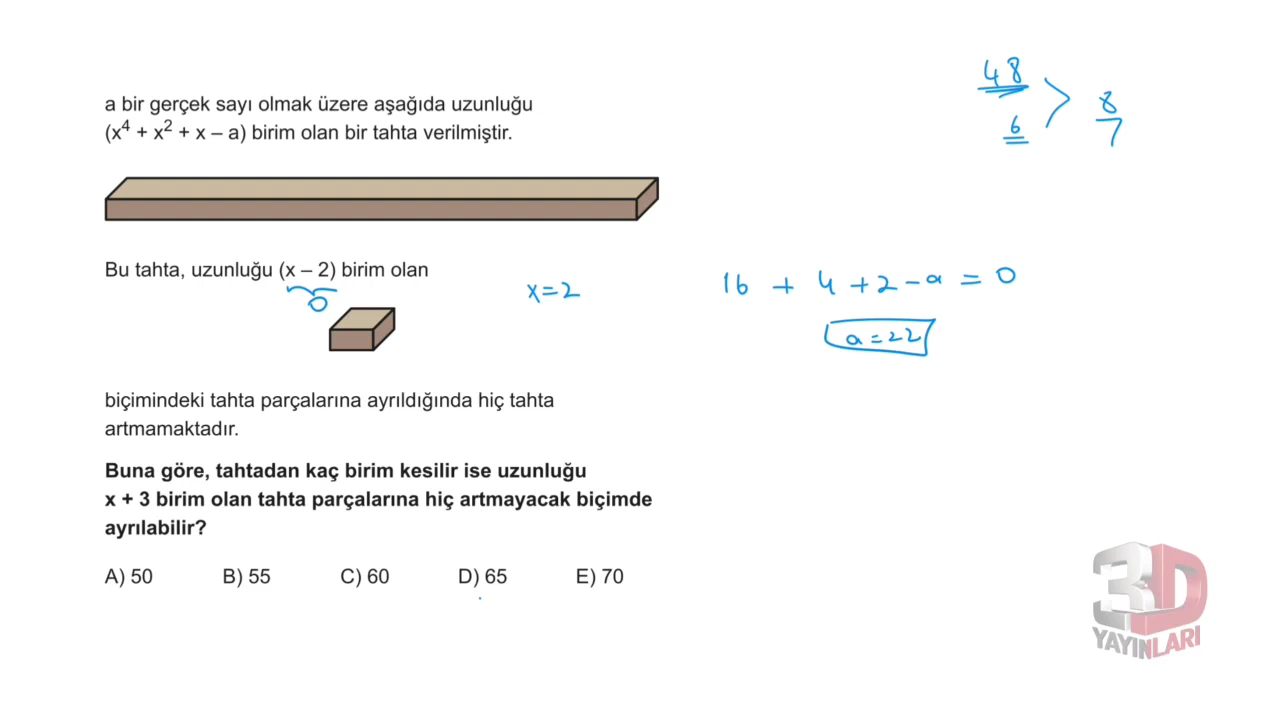 a bir gerçek sayı olmak üzere aşağıda uzunluğu
(x⁴ + x² + x – a) birim olan bir tahta verilmiştir.
48
6
8
7
Bu tahta, uzunluğu (x – 2) birim olan
0
x=2
16 + 4 + 2 - a = 0
a = 22
biçimindeki tahta parçalarına ayrıldığında hiç tahta
artmamaktadır.
Buna göre, tahtadan kaç birim kesilir ise uzunluğu
x + 3 birim olan tahta parçalarına hiç artmayacak biçimde
ayrılabilir?
A) 50 B) 55 C) 60 D) 65 E) 70
3D
YAYINLARI